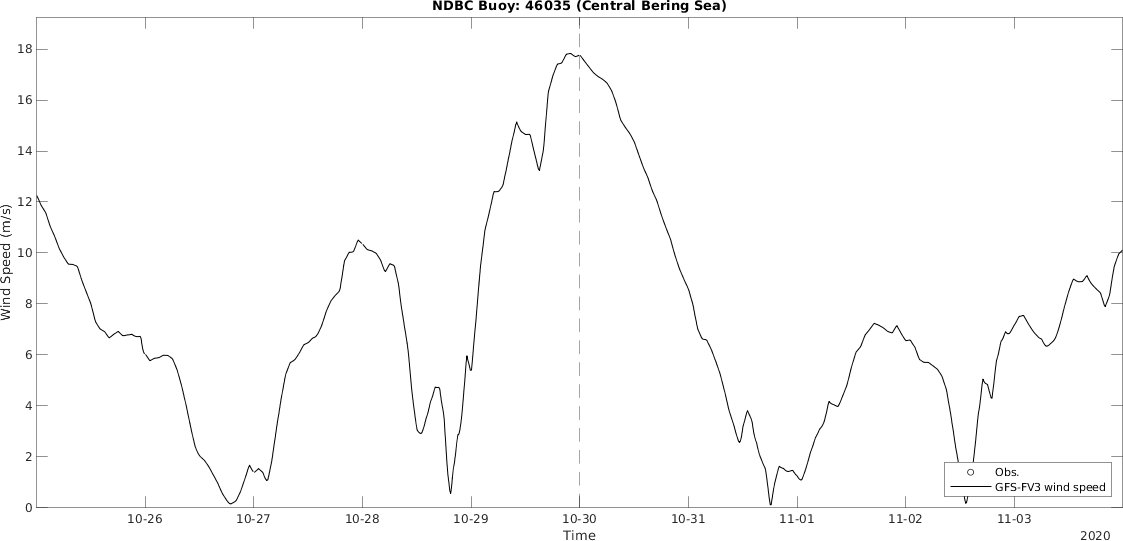 NDBC Buoy: 46035 (Central Bering Sea)
18
16
14
12
10
8
6
4
2
0
Wind Speed (m/s)
Obs.
GFS-FV3 wind speed
10-26 10-27 10-28 10-29 10-30 10-31 11-01 11-02 11-03
Time
2020